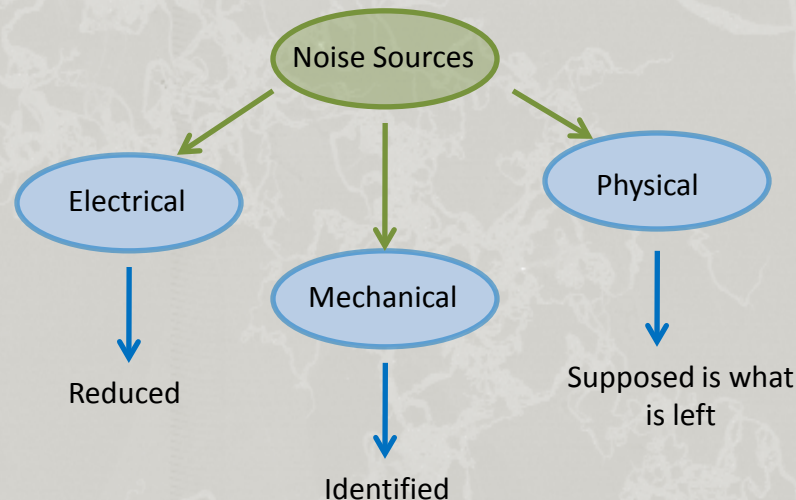 Noise Sources
Electrical
Physical
Mechanical
Reduced
Supposed is what
is left
Identified